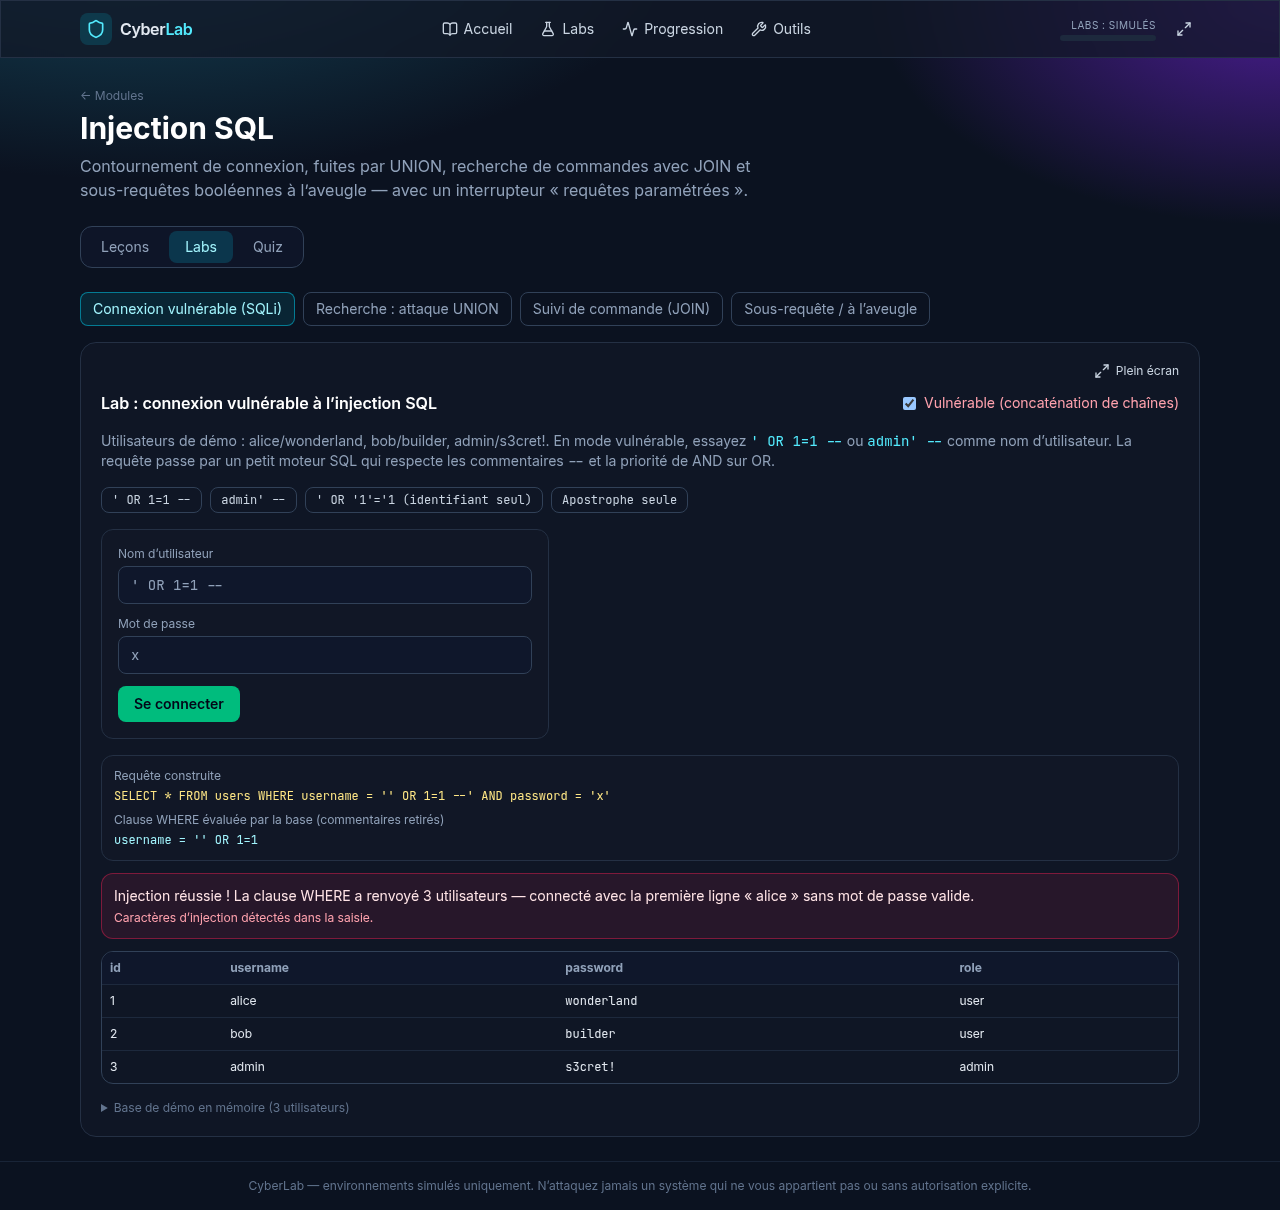 CyberLab
Accueil
Labs
Progression
Outils
LABS : SIMULÉS
← Modules
Injection SQL
Contournement de connexion, fuites par UNION, recherche de commandes avec JOIN et
sous-requêtes booléennes à l’aveugle — avec un interrupteur « requêtes paramétrées ».
Leçons
Labs
Quiz
Connexion vulnérable (SQLi)
Recherche : attaque UNION
Suivi de commande (JOIN)
Sous-requête / à l’aveugle
Plein écran
Lab : connexion vulnérable à l’injection SQL
Vulnérable (concaténation de chaînes)
Utilisateurs de démo : alice/wonderland, bob/builder, admin/s3cret!. En mode vulnérable, essayez ' OR 1=1 -- ou admin' -- comme nom d’utilisateur. La
requête passe par un petit moteur SQL qui respecte les commentaires -- et la priorité de AND sur OR.
' OR 1=1 --
admin' --
' OR '1'='1 (identifiant seul)
Apostrophe seule
Nom d’utilisateur
' OR 1=1 --
Mot de passe
x
Se connecter
Requête construite
SELECT * FROM users WHERE username = '' OR 1=1 --' AND password = 'x'
Clause WHERE évaluée par la base (commentaires retirés)
username = '' OR 1=1
Injection réussie ! La clause WHERE a renvoyé 3 utilisateurs — connecté avec la première ligne « alice » sans mot de passe valide.
Caractères d’injection détectés dans la saisie.
id username password role
1 alice wonderland user
2 bob builder user
3 admin s3cret! admin
▶ Base de démo en mémoire (3 utilisateurs)
CyberLab — environnements simulés uniquement. N’attaquez jamais un système qui ne vous appartient pas ou sans autorisation explicite.